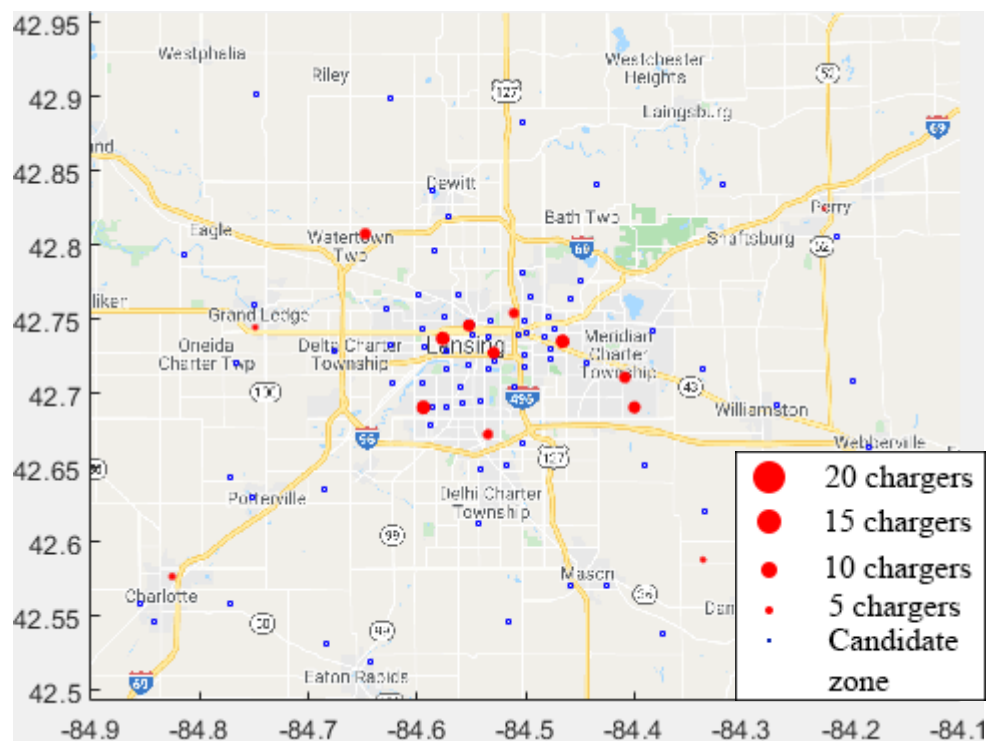 42.95
Westphalia
Riley
Westchester
Heights
52
42.9
127
Laingsburg
69
nd
42.85
Dewitt
Perry
Bath Two
Eagle
42.8
Watertown
Two
69
Shaftsburg
52
lliken
42.75
Grand Ledge
Oneida
Charter Twp
Delta Charter
Township
Lansing
Meridian
Charter
Township
42.7
100
496
43
Williamston
96
Webberville
42.65
127
Potterville
Delhi Charter
Township
42.6
99
Mason
36
Charlotte
Dan
42.55
50
99
69
Eaton Rapids
42.5
20 chargers
15 chargers
10 chargers
5 chargers
Candidate
zone
-84.9 -84.8 -84.7 -84.6 -84.5 -84.4 -84.3 -84.2 -84.1